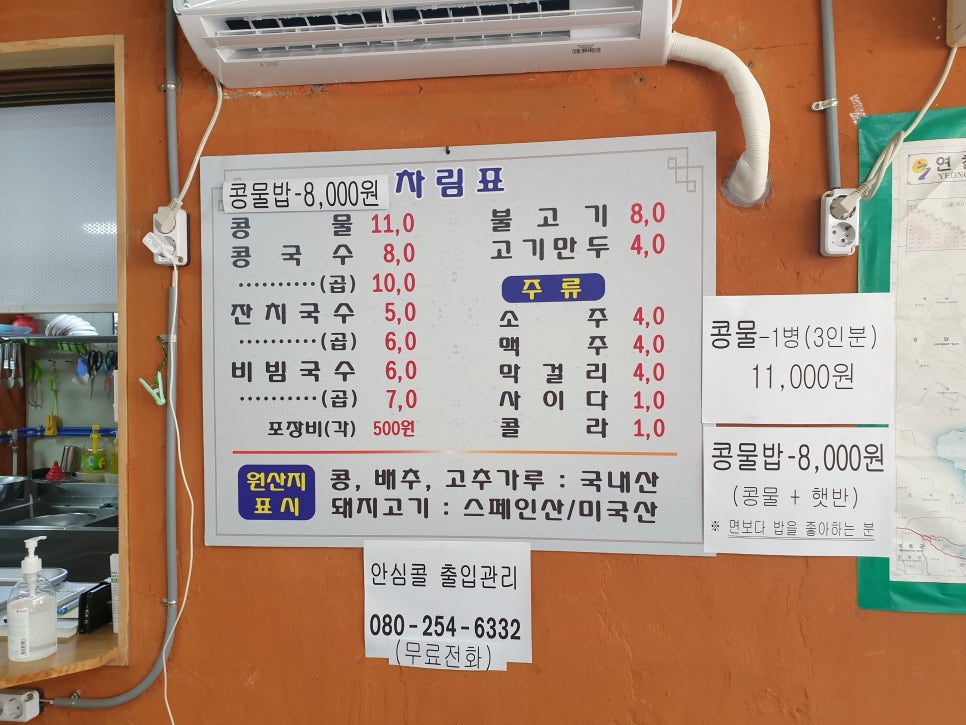 차림표
콩물밥-8,000원
콩 물 11,0
콩 국 수 8,0
··········(곱) 10,0
잔 치 국 수 5,0
··········(곱) 6,0
비 빔 국 수 6,0
··········(곱) 7,0
포장비(각) 500원
불 고 기 8,0
고 기 만 두 4,0
주 류
소 주 4,0
맥 주 4,0
막 걸 리 4,0
사 이 다 1,0
콜 라 1,0
원산지
표 시
콩, 배추, 고추가루 : 국내산
돼지고기 : 스페인산/미국산
콩물-1병(3인분)
11,000원
콩물밥-8,000원
(콩물 + 햇반)
※ 면보다 밥을 좋아하는 분
안심콜 출입관리
080-254-6332
(무료전화)
연
YEON